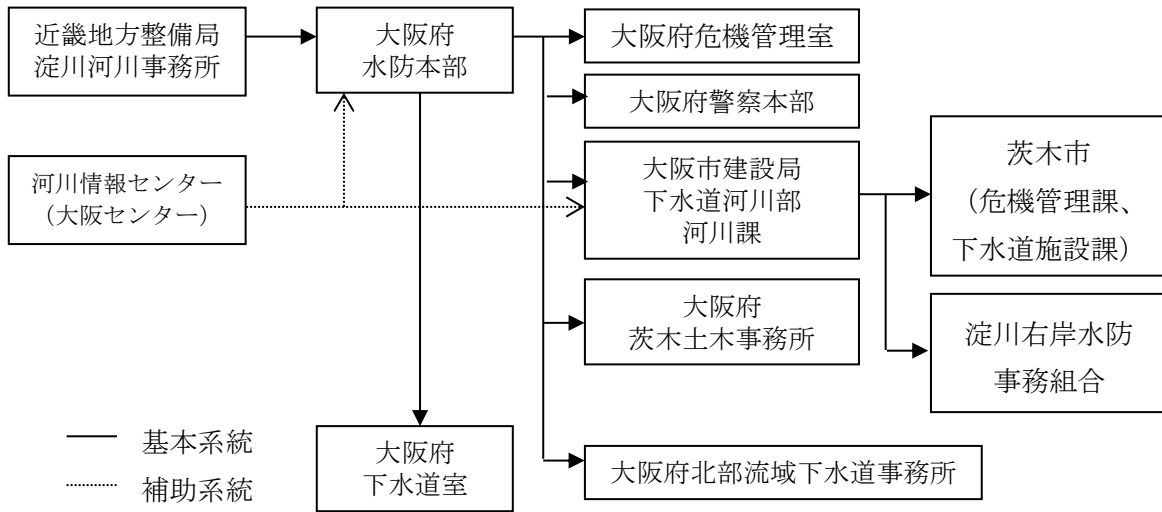 近畿地方整備局
淀川河川事務所
大阪府
水防本部
大阪府危機管理室
大阪府警察本部
河川情報センター
（大阪センター）
大阪市建設局
下水道河川部
河川課
茨木市
（危機管理課、
下水道施設課）
大阪府
茨木土木事務所
淀川右岸水防
事務組合
基本系統
補助系統
大阪府
下水道室
大阪府北部流域下水道事務所